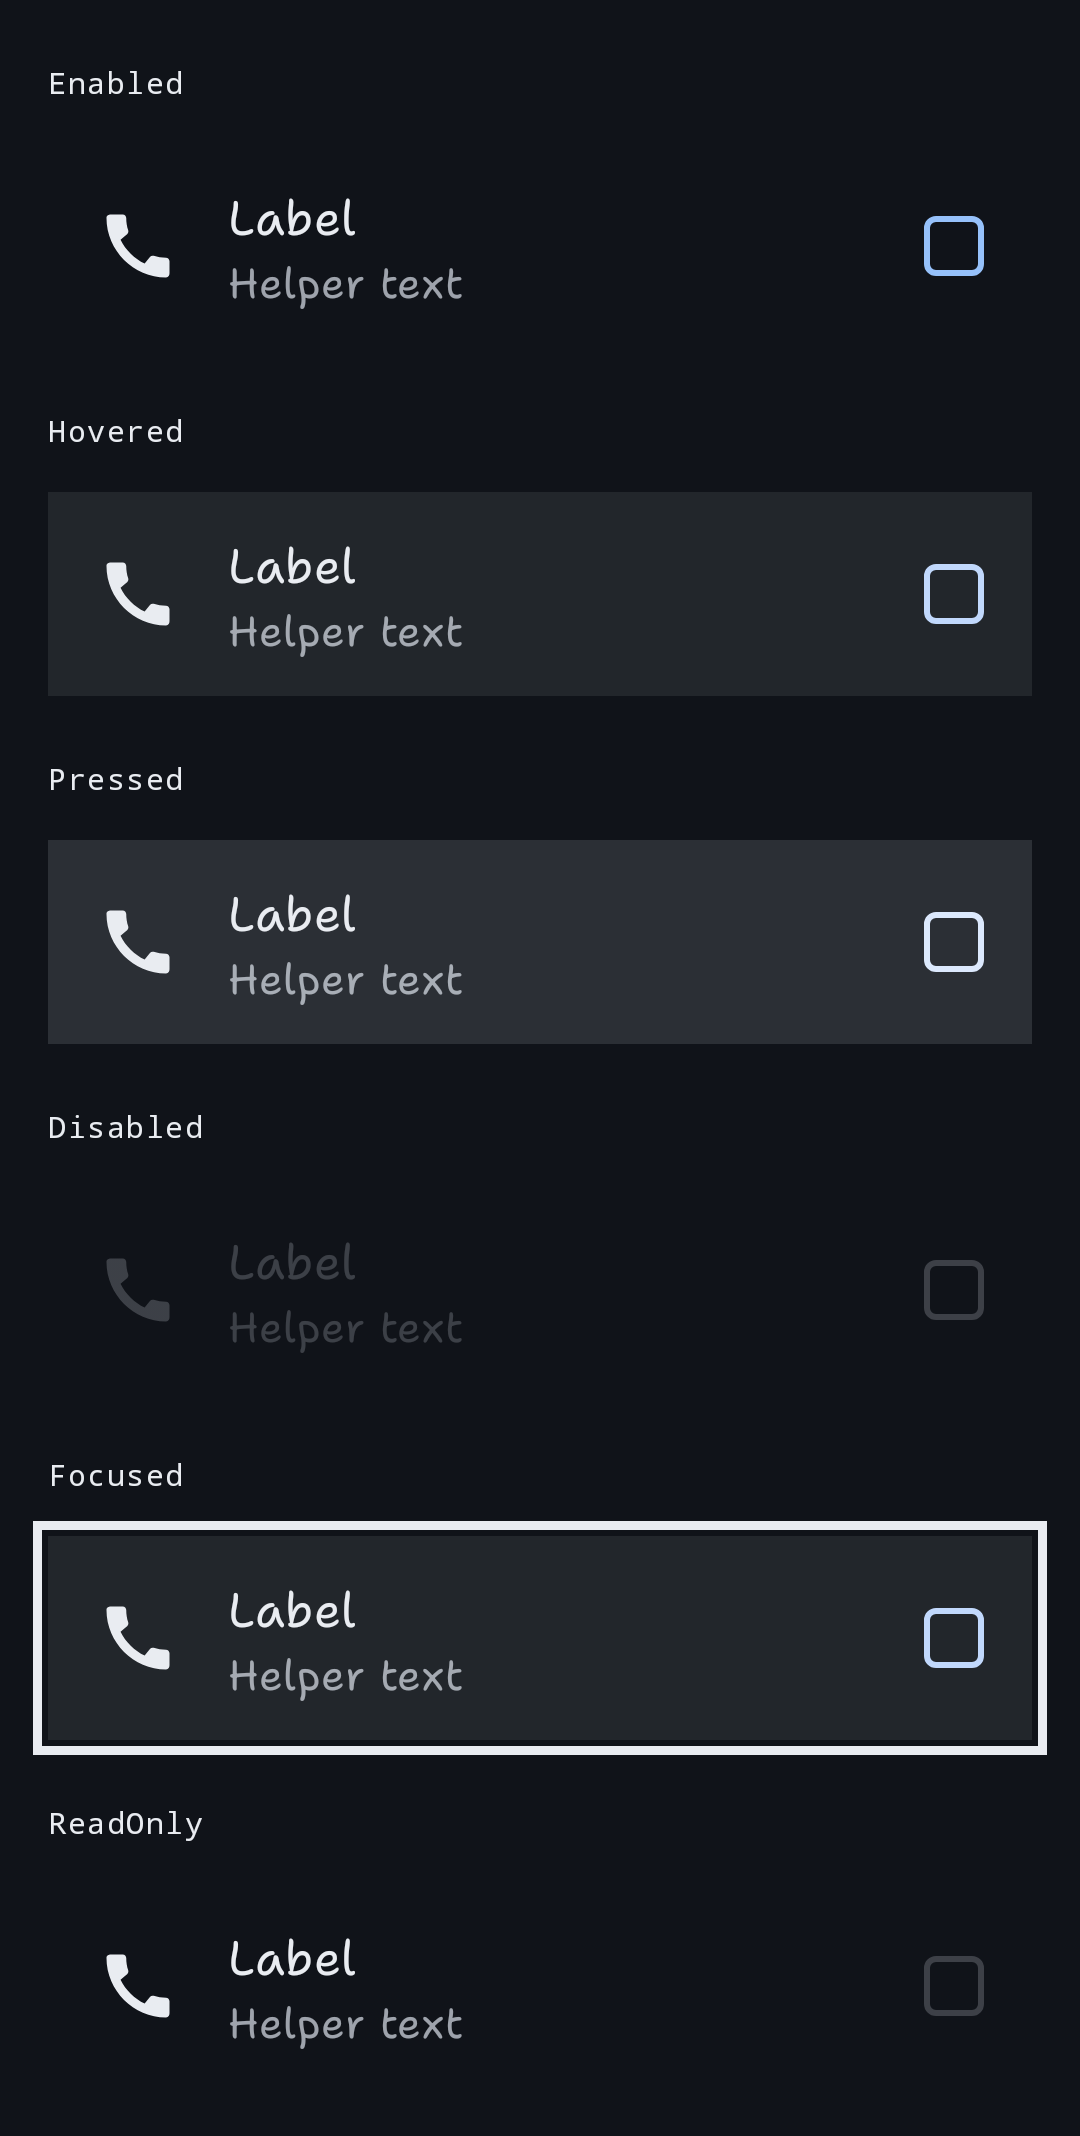 Enabled
Label
Helper text
Hovered
Label
Helper text
Pressed
Label
Helper text
Disabled
Label
Helper text
Focused
Label
Helper text
ReadOnly
Label
Helper text